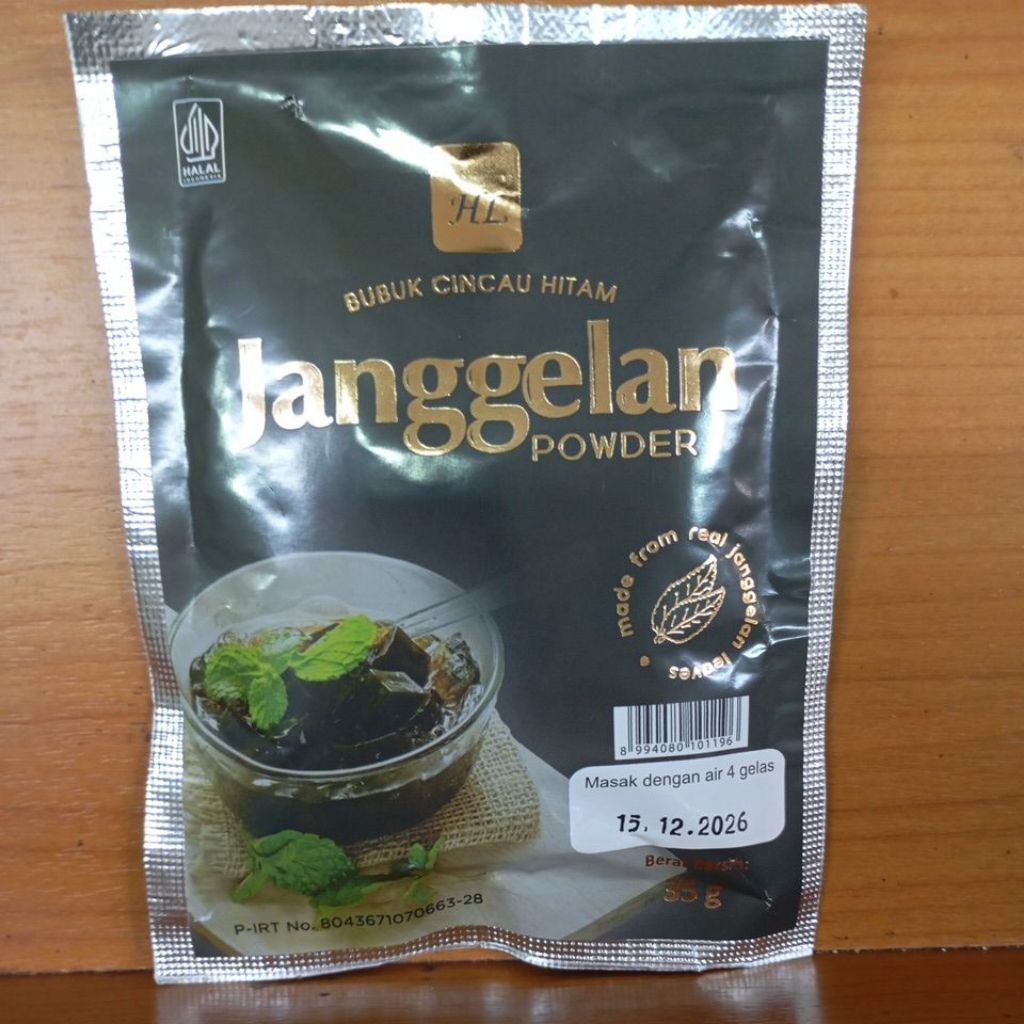 HALAL
INDONESIA
HL
BUBUK CINCAU HITAM
Janggelan
POWDER
made from real janggelan leaves
8 994080 101196
Masak dengan air 4 gelas
15. 12.2026
Berat Bersih:
35 g
P-IRT No. 8043671070663-28